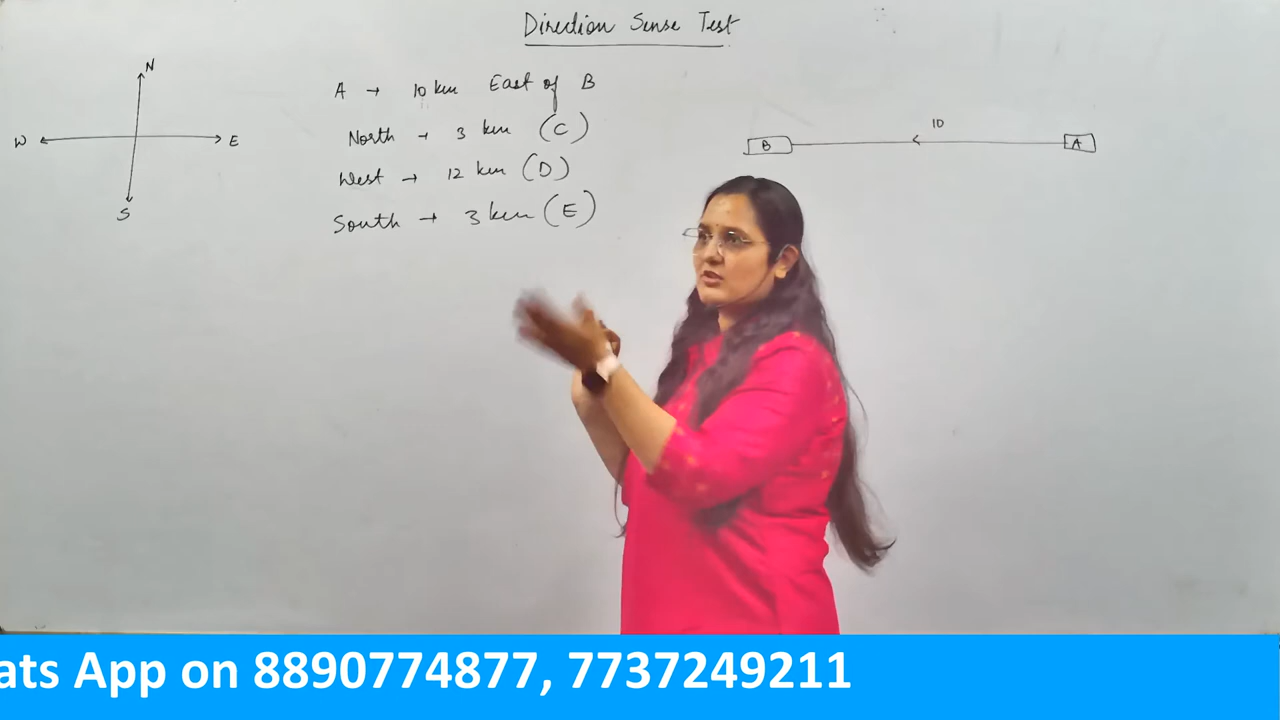 Direction Sense Test
N
W
E
S
A → 10 km East of B
North → 3 km (C)
West → 12 km (D)
South → 3 km (E)
10
B
A
ats App on 8890774877, 7737249211